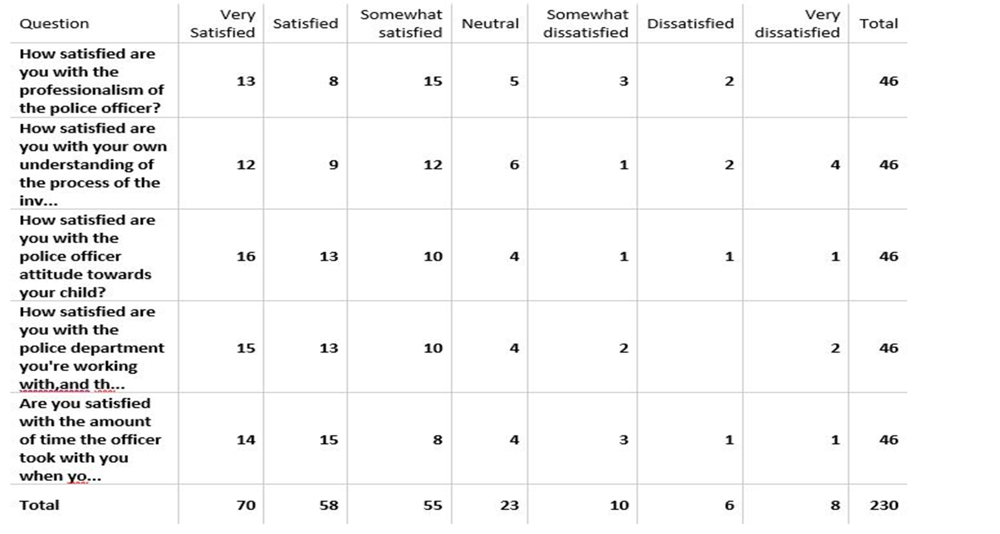 Question Very Satisfied Satisfied Somewhat satisfied Neutral Somewhat dissatisfied Dissatisfied Very dissatisfied Total
How satisfied are
you with the
professionalism of
the police officer?
13 8 15 5 3 2 46
How satisfied are
you with your own
understanding of
the process of the
inv...
12 9 12 6 1 2 4 46
How satisfied are
you with the
police officer
attitude towards
your child?
16 13 10 4 1 1 1 46
How satisfied are
you with the
police department
you're working
with,and th...
15 13 10 4 2 2 46
Are you satisfied
with the amount
of time the officer
took with you
when yo...
14 15 8 4 3 1 1 46
Total 70 58 55 23 10 6 8 230